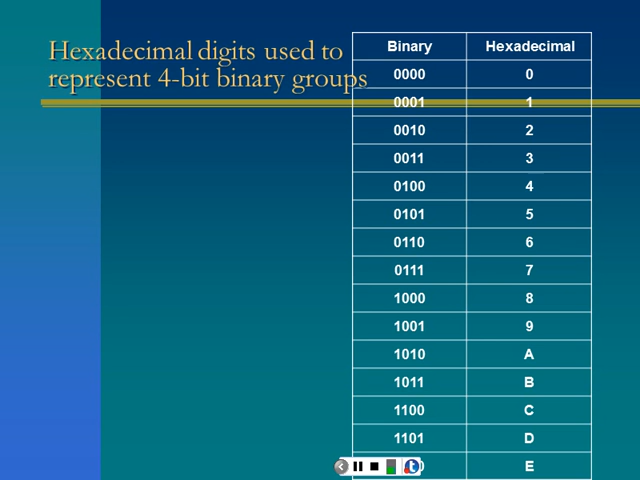 Hexadecimal digits used to
represent 4-bit binary groups
Binary Hexadecimal
0000 0
0001 1
0010 2
0011 3
0100 4
0101 5
0110 6
0111 7
1000 8
1001 9
1010 A
1011 B
1100 C
1101 D
E